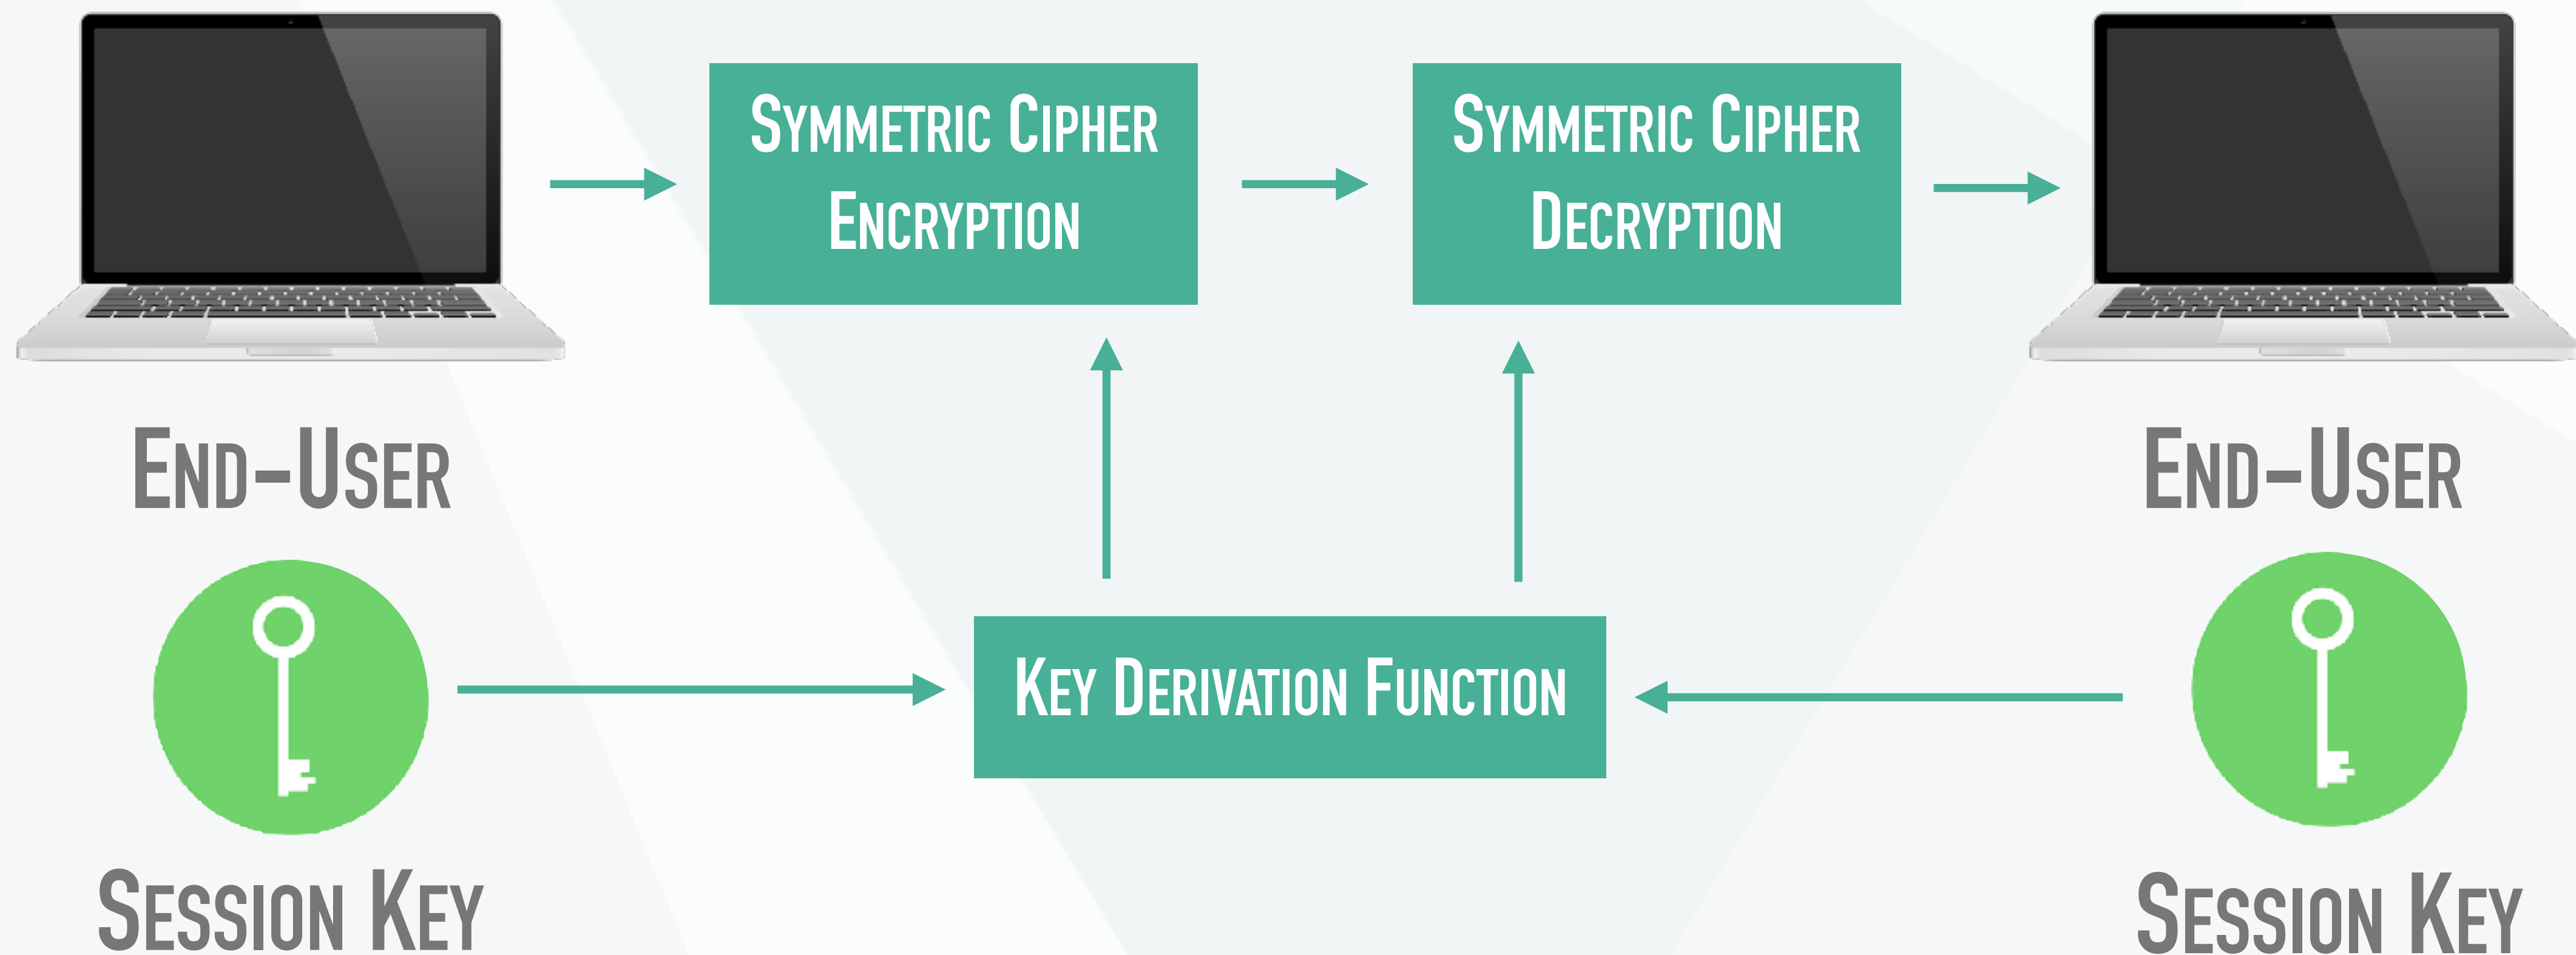 Symmetric Cipher
Encryption
Symmetric Cipher
Decryption
End-User
End-User
Key Derivation Function
Session Key
Session Key